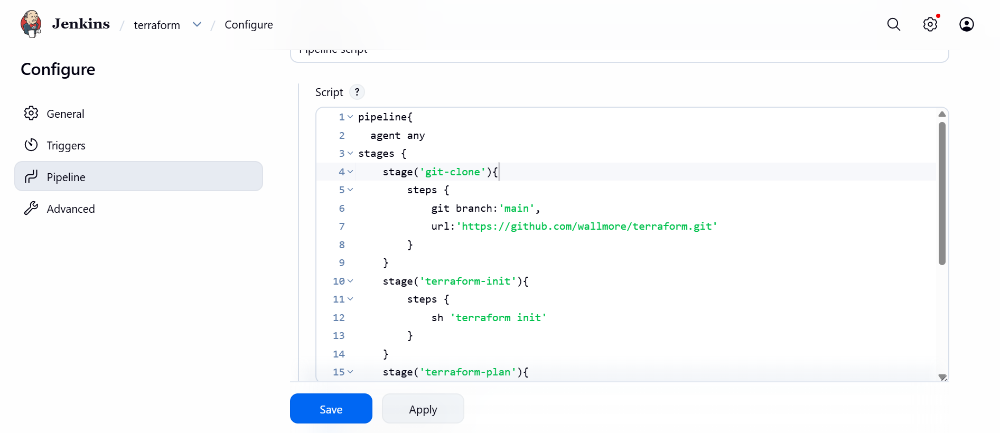 Jenkins / terraform / Configure
Pipeline script
Configure
General
Triggers
Pipeline
Advanced
Script ?
1 pipeline{
2   agent any
3 stages {
4     stage('git-clone'){
5         steps {
6             git branch:'main',
7             url:'https://github.com/wallmore/terraform.git'
8         }
9     }
10     stage('terraform-init'){
11         steps {
12             sh 'terraform init'
13         }
14     }
15     stage('terraform-plan'){
Save Apply